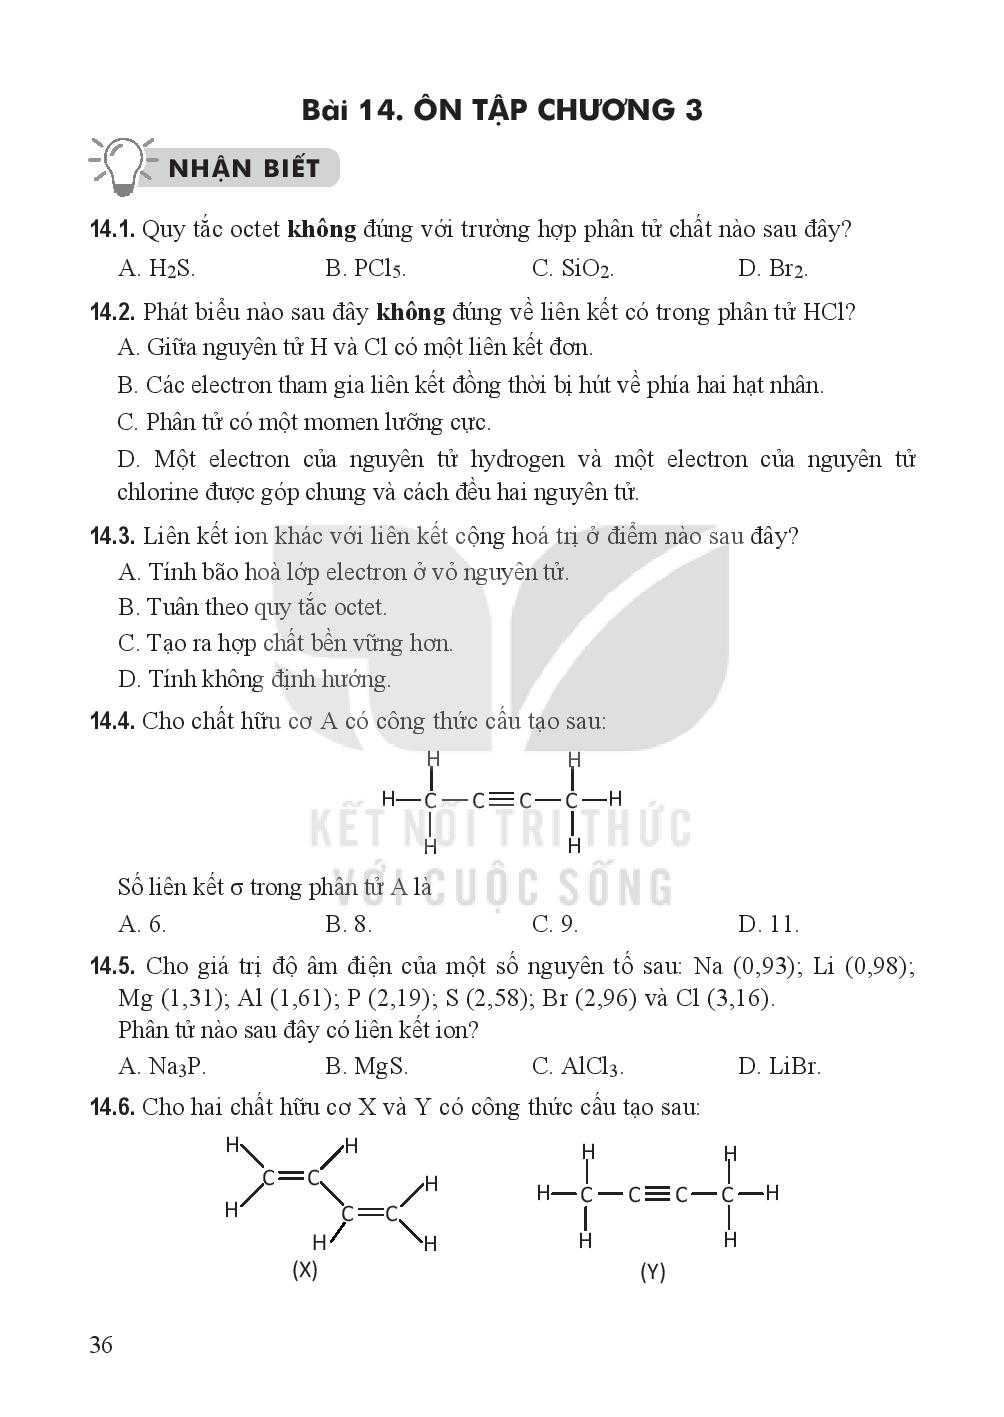 Bài 14. ÔN TẬP CHƯƠNG 3
NHẬN BIẾT
14.1. Quy tắc octet không đúng với trường hợp phân tử chất nào sau đây?
A. H₂S. B. PCl₅. C. SiO₂. D. Br₂.
14.2. Phát biểu nào sau đây không đúng về liên kết có trong phân tử HCl?
A. Giữa nguyên tử H và Cl có một liên kết đơn.
B. Các electron tham gia liên kết đồng thời bị hút về phía hai hạt nhân.
C. Phân tử có một momen lưỡng cực.
D. Một electron của nguyên tử hydrogen và một electron của nguyên tử
chlorine được góp chung và cách đều hai nguyên tử.
14.3. Liên kết ion khác với liên kết cộng hoá trị ở điểm nào sau đây?
A. Tính bão hoà lớp electron ở vỏ nguyên tử.
B. Tuân theo quy tắc octet.
C. Tạo ra hợp chất bền vững hơn.
D. Tính không định hướng.
14.4. Cho chất hữu cơ A có công thức cấu tạo sau:
H H
H—C—C≡C—C—H
H H
KẾT NỐI TRI THỨC
VỚI CUỘC SỐNG
Số liên kết σ trong phân tử A là
A. 6. B. 8. C. 9. D. 11.
14.5. Cho giá trị độ âm điện của một số nguyên tố sau: Na (0,93); Li (0,98);
Mg (1,31); Al (1,61); P (2,19); S (2,58); Br (2,96) và Cl (3,16).
Phân tử nào sau đây có liên kết ion?
A. Na₃P. B. MgS. C. AlCl₃. D. LiBr.
14.6. Cho hai chất hữu cơ X và Y có công thức cấu tạo sau:
H H
C=C
H H
C=C
H H
(X)
H H
H—C—C≡C—C—H
H H
(Y)
36